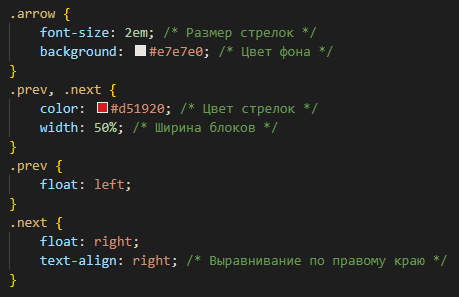 .arrow {
    font-size: 2em; /* Размер стрелок */
    background: #e7e7e0; /* Цвет фона */
}
.prev, .next {
    color: #d51920; /* Цвет стрелок */
    width: 50%; /* Ширина блоков */
}
.prev {
    float: left;
}
.next {
    float: right;
    text-align: right; /* Выравнивание по правому краю */
}